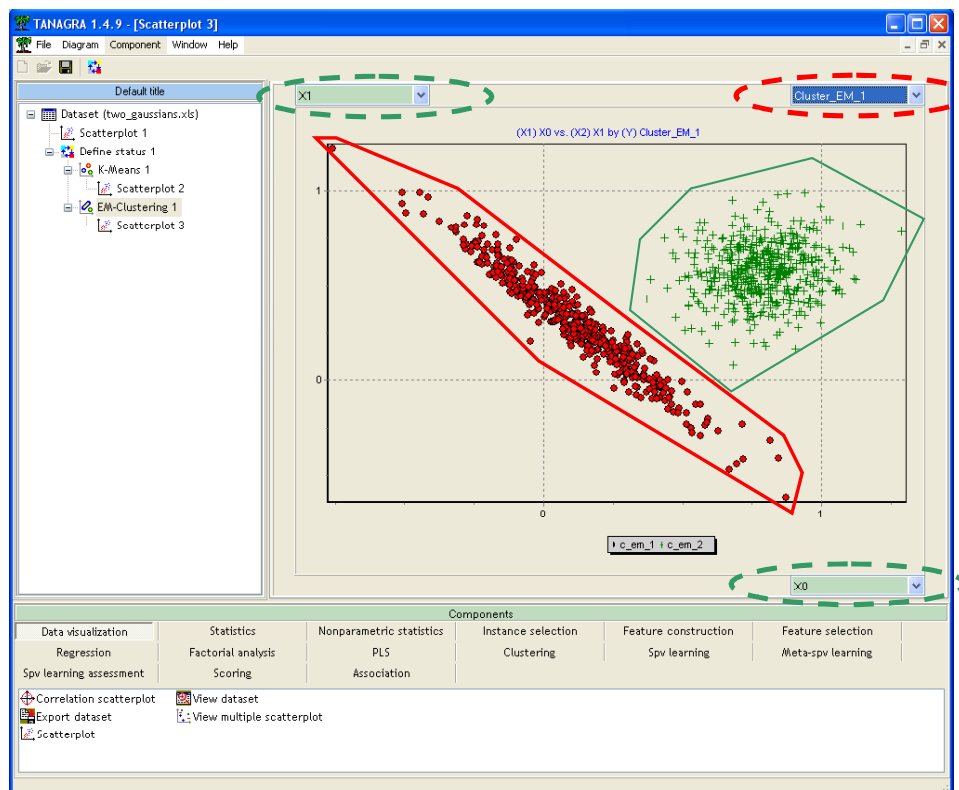 TANAGRA 1.4.9 - [Scatterplot 3]
File Diagram Component Window Help
Default title
Dataset (two_gaussians.xls)
Scatterplot 1
Define status 1
K-Means 1
Scatterplot 2
EM-Clustering 1
Scatterplot 3
X1
Cluster_EM_1
(X1) X0 vs. (X2) X1 by (Y) Cluster_EM_1
1
0
0 1
c_em_1 c_em_2
X0
Components
Data visualization Statistics Nonparametric statistics Instance selection Feature construction Feature selection
Regression Factorial analysis PLS Clustering Spv learning Meta-spv learning
Spv learning assessment Scoring Association
Correlation scatterplot View dataset
Export dataset View multiple scatterplot
Scatterplot